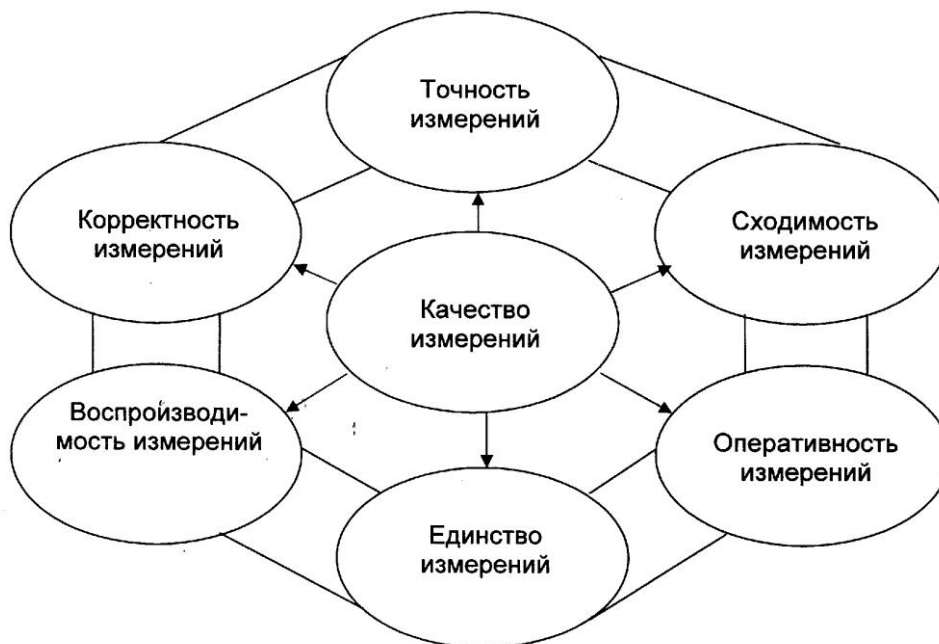 Точность
измерений
Корректность
измерений
Сходимость
измерений
Качество
измерений
Воспроизводи-
мость измерений
Оперативность
измерений
Единство
измерений